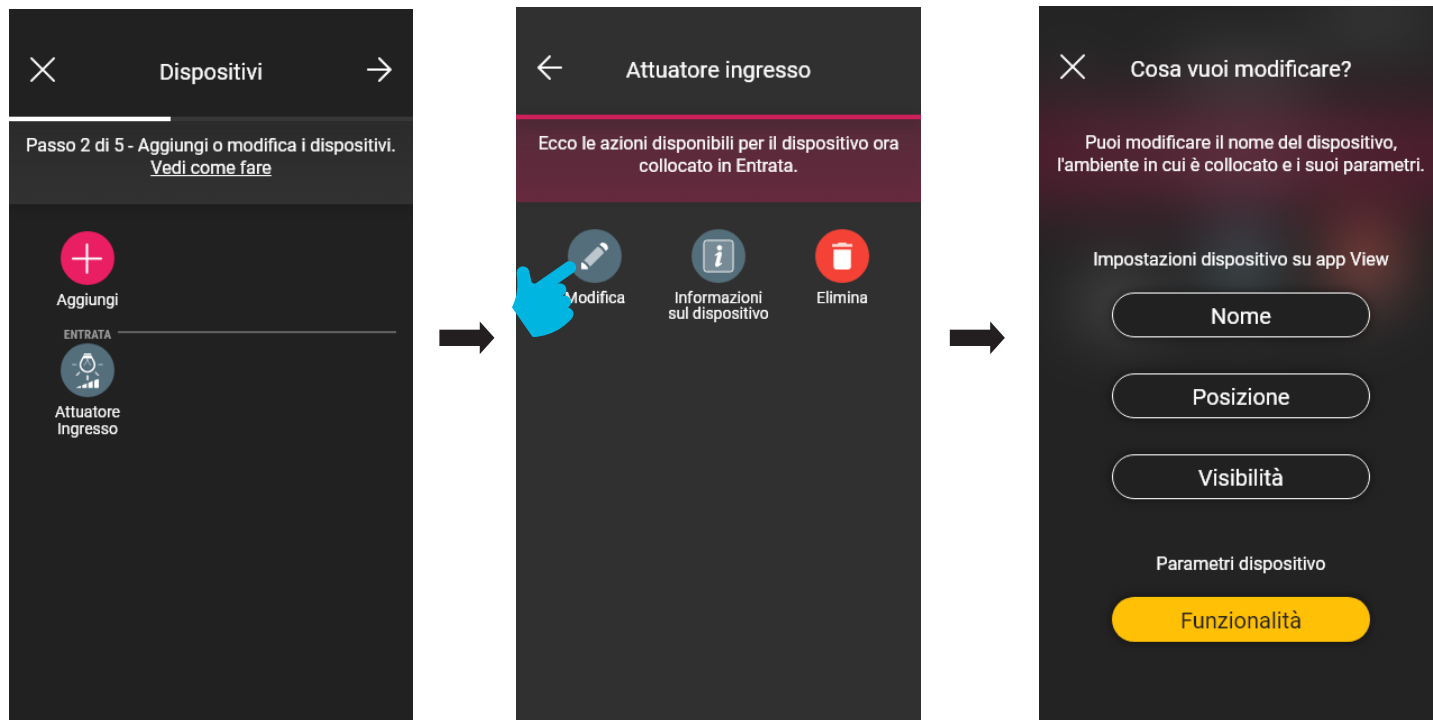 Dispositivi
Passo 2 di 5 - Aggiungi o modifica i dispositivi.
Vedi come fare
Aggiungi
ENTRATA
Attuatore
Ingresso
Attuatore ingresso
Ecco le azioni disponibili per il dispositivo ora
collocato in Entrata.
Modifica
Informazioni
sul dispositivo
Elimina
Cosa vuoi modificare?
Puoi modificare il nome del dispositivo,
l'ambiente in cui è collocato e i suoi parametri.
Impostazioni dispositivo su app View
Nome
Posizione
Visibilità
Parametri dispositivo
Funzionalità